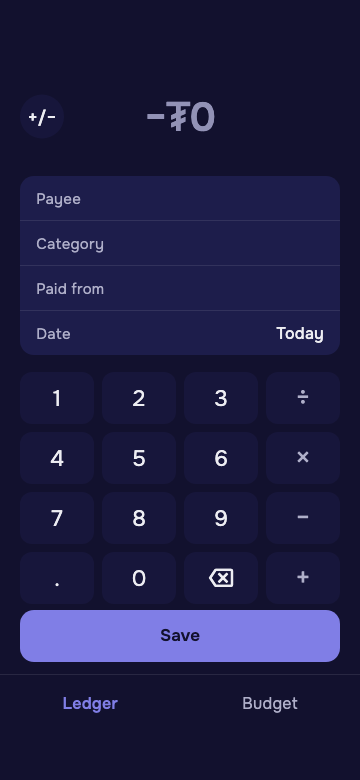 +/−
−₮0
Payee
Category
Paid from
Date Today
1 2 3 ÷
4 5 6 ×
7 8 9 −
. 0 +
Save
Ledger Budget